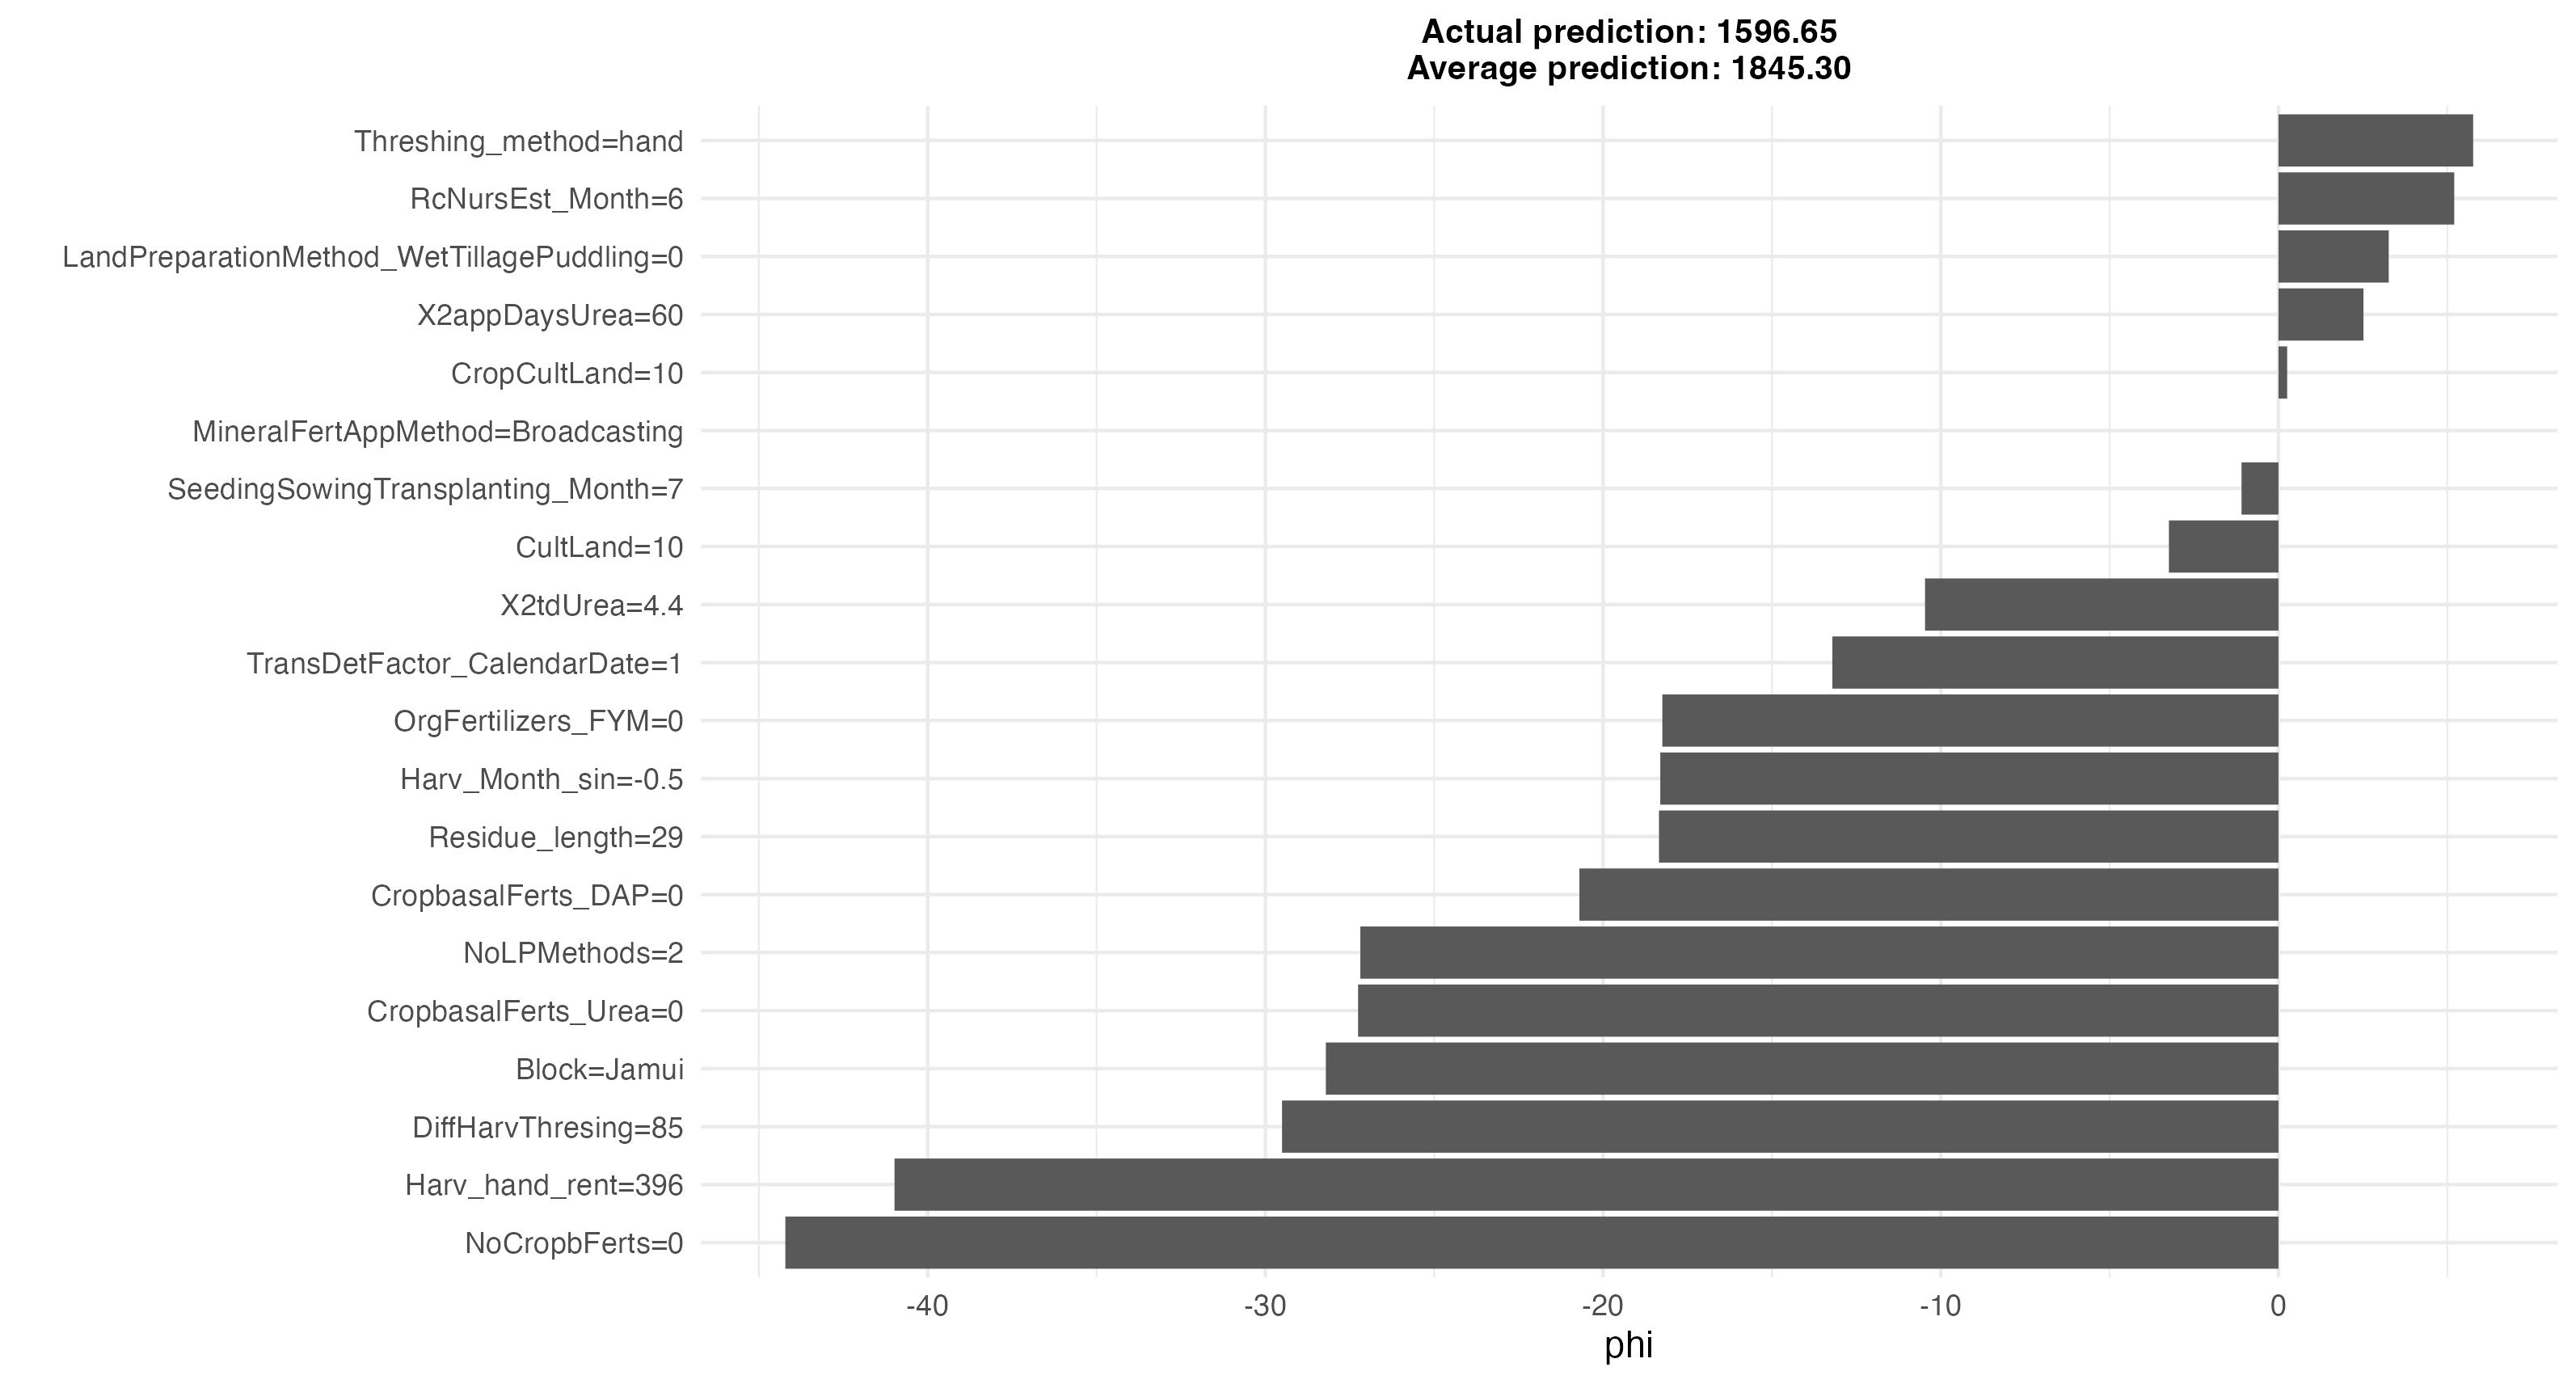 Actual prediction: 1596.65
Average prediction: 1845.30
Threshing_method=hand
RcNursEst_Month=6
LandPreparationMethod_WetTillagePuddling=0
X2appDaysUrea=60
CropCultLand=10
MineralFertAppMethod=Broadcasting
SeedingSowingTransplanting_Month=7
CultLand=10
X2tdUrea=4.4
TransDetFactor_CalendarDate=1
OrgFertilizers_FYM=0
Harv_Month_sin=-0.5
Residue_length=29
CropbasalFerts_DAP=0
NoLPMethods=2
CropbasalFerts_Urea=0
Block=Jamui
DiffHarvThresing=85
Harv_hand_rent=396
NoCropbFerts=0
-40 -30 -20 -10 0
phi